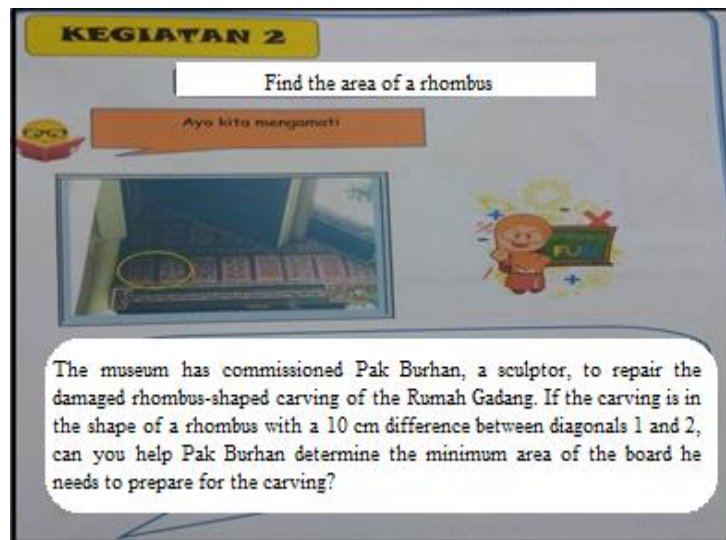 KEGIATAN 2
Find the area of a rhombus
Ayo kita mengamati
FUN
The museum has commissioned Pak Burhan, a sculptor, to repair the
damaged rhombus-shaped carving of the Rumah Gadang. If the carving is in
the shape of a rhombus with a 10 cm difference between diagonals 1 and 2,
can you help Pak Burhan determine the minimum area of the board he
needs to prepare for the carving?